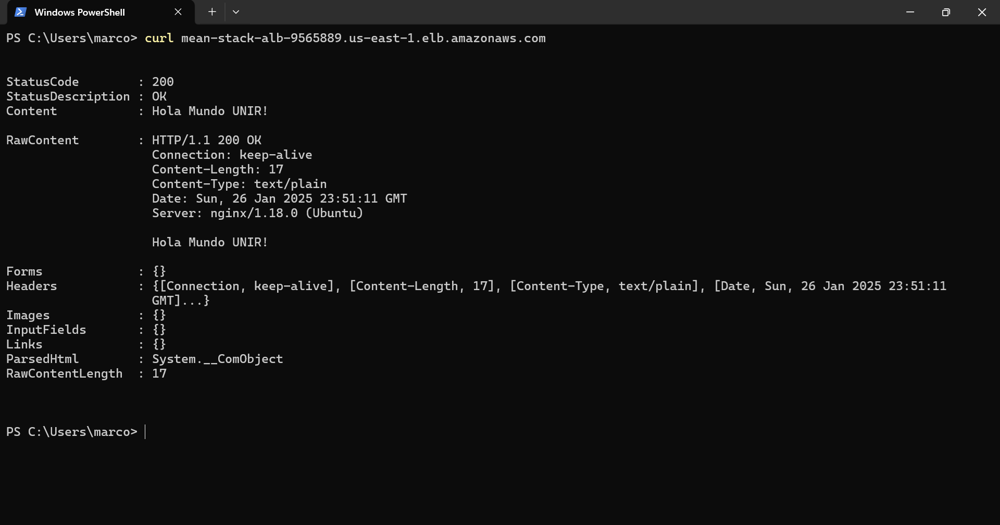 Windows PowerShell
PS C:\Users\marco> curl mean-stack-alb-9565889.us-east-1.elb.amazonaws.com
StatusCode        : 200
StatusDescription : OK
Content           : Hola Mundo UNIR!
RawContent        : HTTP/1.1 200 OK
                    Connection: keep-alive
                    Content-Length: 17
                    Content-Type: text/plain
                    Date: Sun, 26 Jan 2025 23:51:11 GMT
                    Server: nginx/1.18.0 (Ubuntu)
                    Hola Mundo UNIR!
Forms             : {}
Headers           : {[Connection, keep-alive], [Content-Length, 17], [Content-Type, text/plain], [Date, Sun, 26 Jan 2025 23:51:11
                    GMT]...}
Images            : {}
InputFields       : {}
Links             : {}
ParsedHtml        : System.__ComObject
RawContentLength  : 17
PS C:\Users\marco>